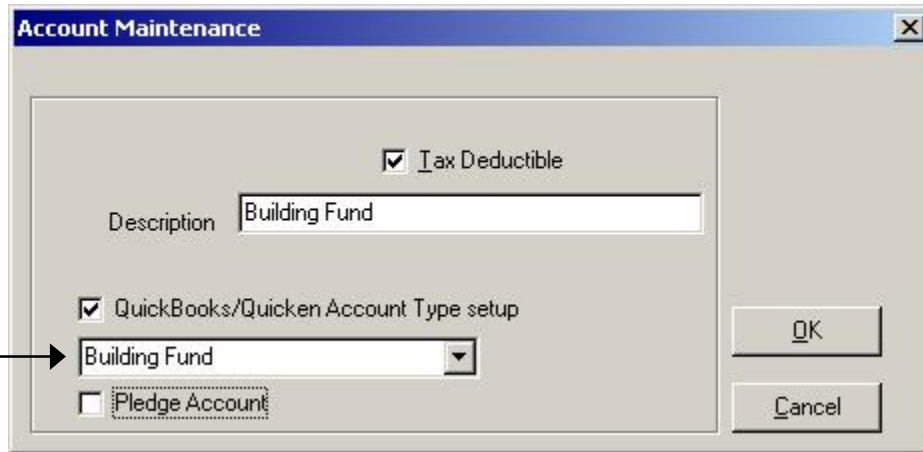 Account Maintenance
Tax Deductible
Description Building Fund
QuickBooks/Quicken Account Type setup
Building Fund
Pledge Account
OK
Cancel